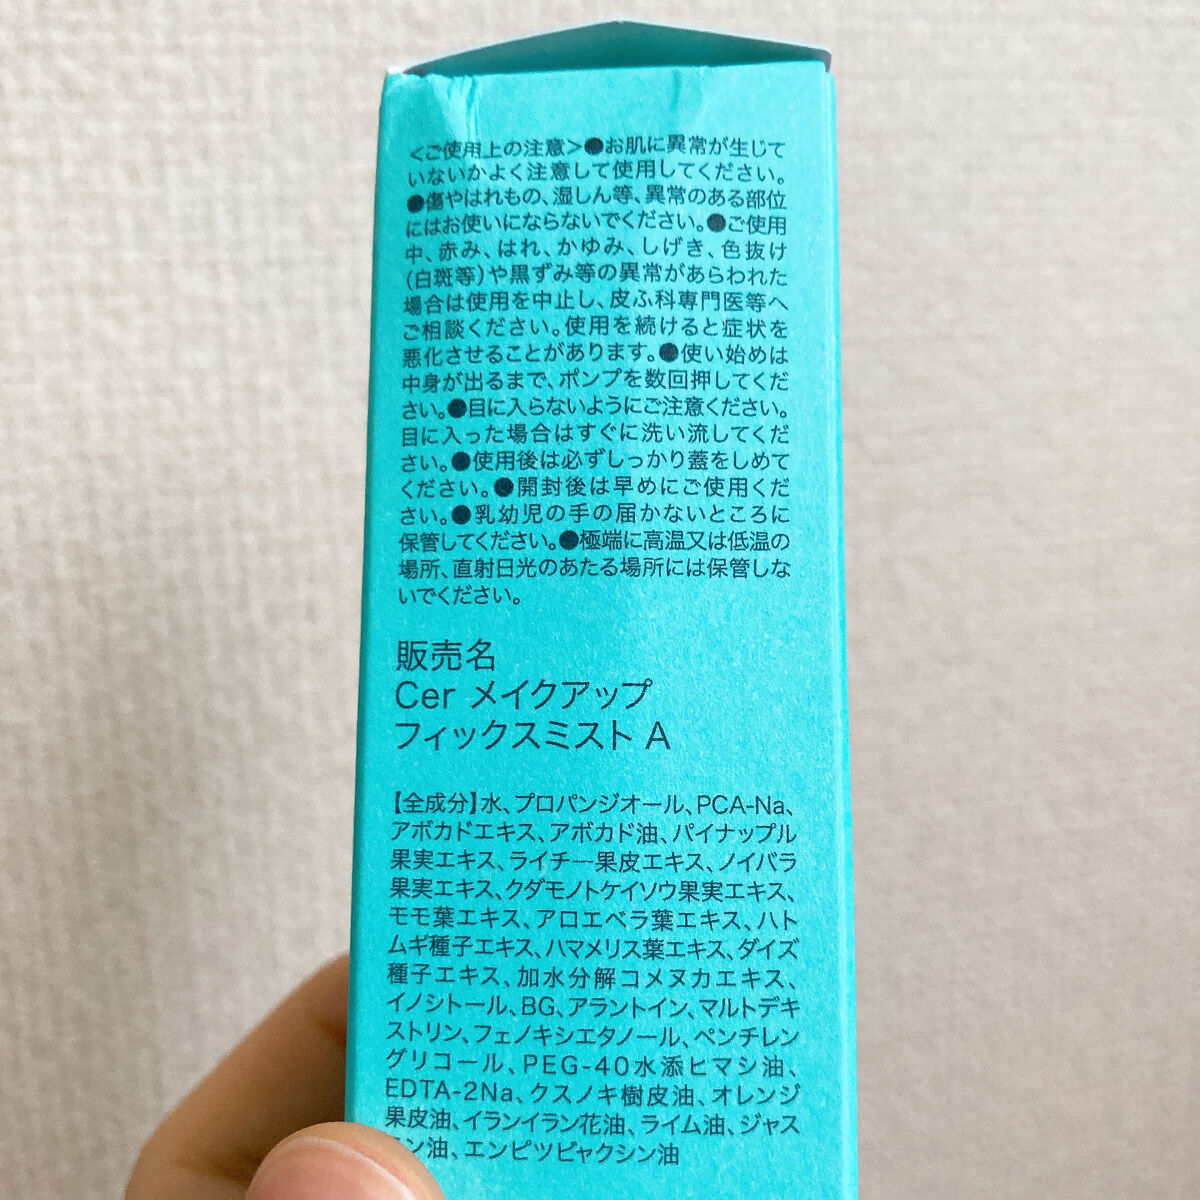 <ご使用上の注意>●お肌に異常が生じて
いないかよく注意して使用してください。
●傷やはれもの、湿しん等、異常のある部位
にはお使いにならないでください。●ご使用
中、赤み、はれ、かゆみ、しげき、色抜け
(白斑等)や黒ずみ等の異常があらわれた
場合は使用を中止し、皮ふ科専門医等へ
ご相談ください。使用を続けると症状を
悪化させることがあります。●使い始めは
中身が出るまで、ポンプを数回押してくだ
さい。●目に入らないようにご注意ください。
目に入った場合はすぐに洗い流してくだ
さい。●使用後は必ずしっかり蓋をしめて
ください。●開封後は早めにご使用くだ
さい。●乳幼児の手の届かないところに
保管してください。●極端に高温又は低温の
場所、直射日光のあたる場所には保管しな
いでください。
販売名
Cer メイクアップ
フィックスミスト A
【全成分】水、プロパンジオール、PCA-Na、
アボカドエキス、アボカド油、パイナップル
果実エキス、ライチー果皮エキス、ノイバラ
果実エキス、クダモノトケイソウ果実エキス、
モモ葉エキス、アロエベラ葉エキス、ハト
ムギ種子エキス、ハマメリス葉エキス、ダイズ
種子エキス、加水分解コメヌカエキス、
イノシトール、BG、アラントイン、マルトデキ
ストリン、フェノキシエタノール、ペンチレン
グリコール、PEG-40水添ヒマシ油、
EDTA-2Na、クスノキ樹皮油、オレンジ
果皮油、イランイラン花油、ライム油、ジャス
ミン油、エンピツビャクシン油